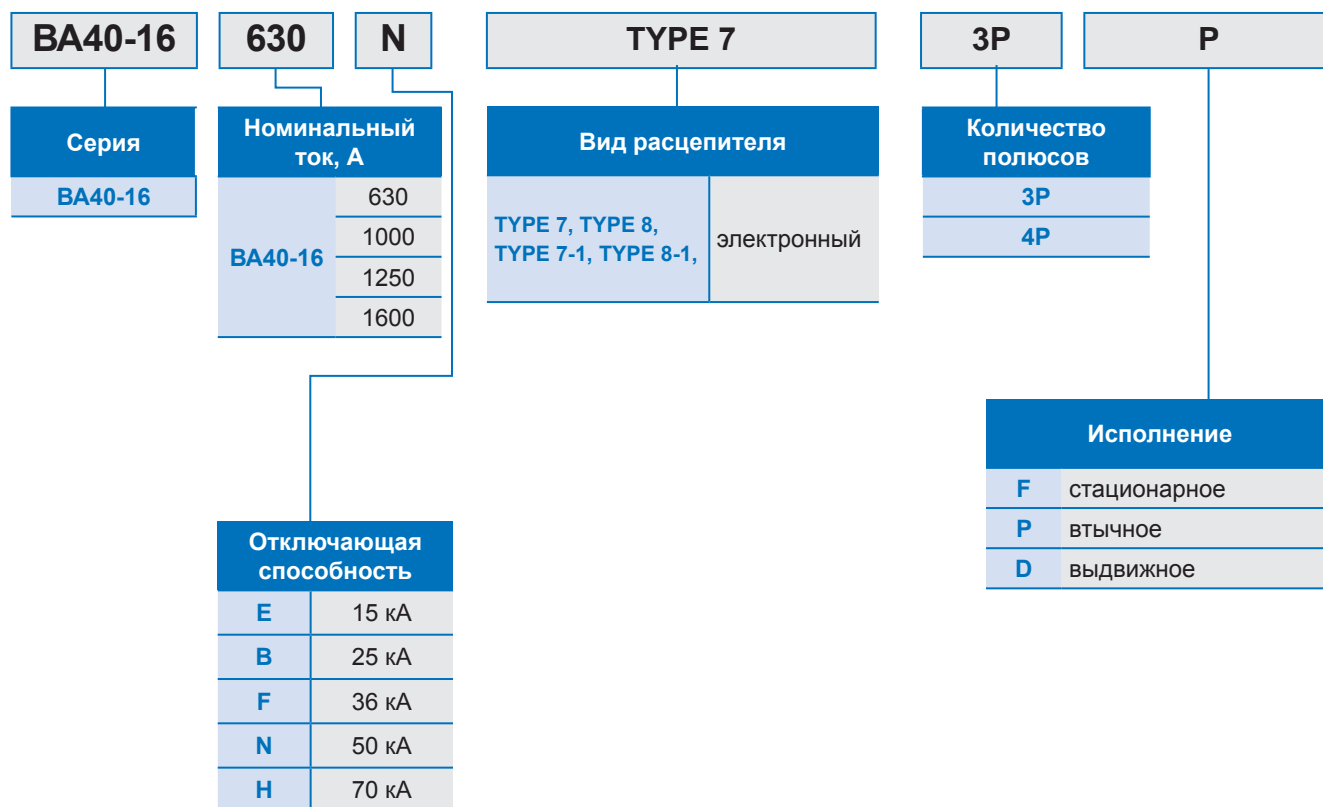 ВА40-16 630 N TYPE 7 3P P
Серия
ВА40-16
Номинальный
ток, А
ВА40-16
630
1000
1250
1600
Вид расцепителя
TYPE 7, TYPE 8,
TYPE 7-1, TYPE 8-1,
электронный
Количество
полюсов
3P
4P
Исполнение
F стационарное
P втычное
D выдвижное
Отключающая
способность
E 15 кА
B 25 кА
F 36 кА
N 50 кА
H 70 кА